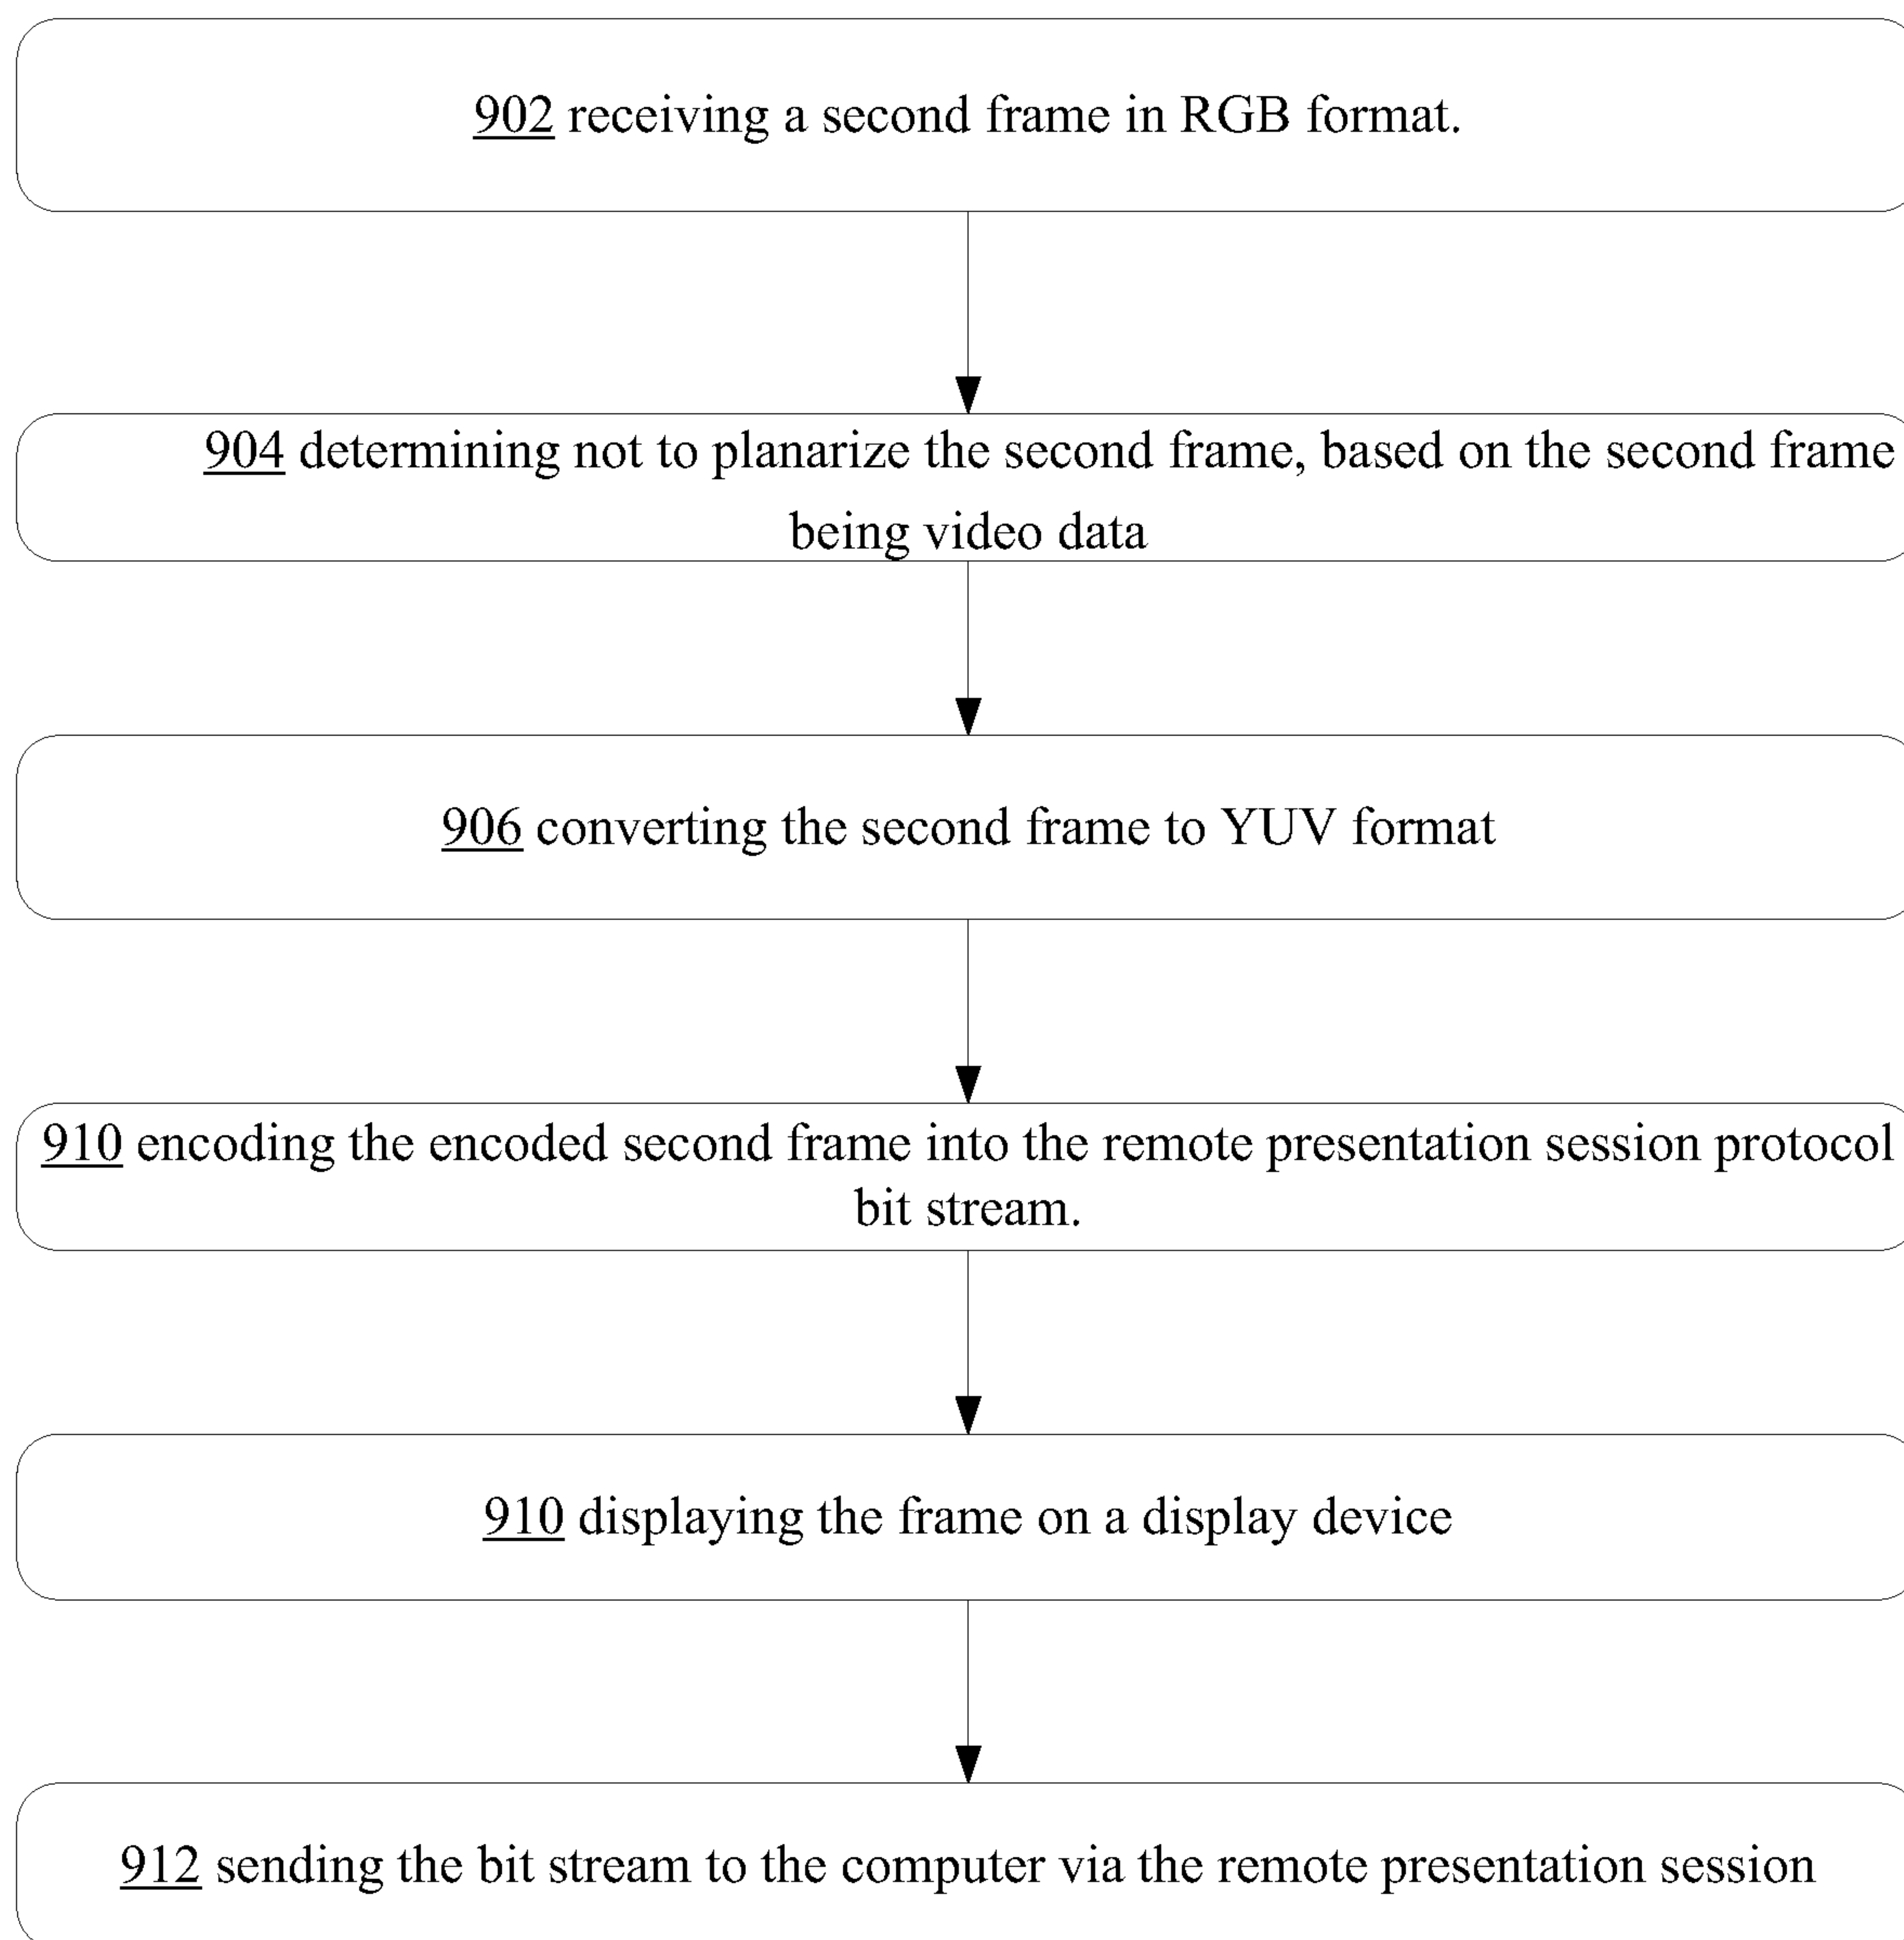 902 receiving a second frame in RGB format.
904 determining not to planarize the second frame, based on the second frame
being video data
906 converting the second frame to YUV format
910 encoding the encoded second frame into the remote presentation session protocol
bit stream.
910 displaying the frame on a display device
912 sending the bit stream to the computer via the remote presentation session